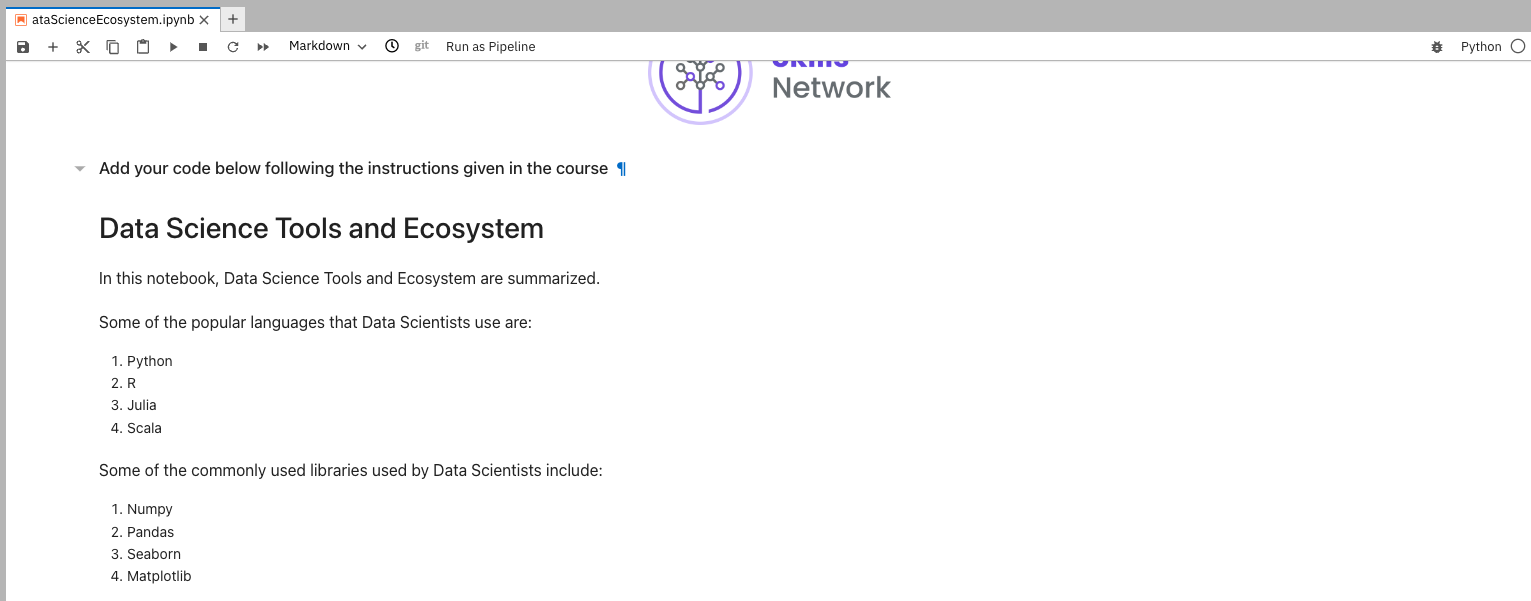 ataScienceEcosystem.ipynb
Markdown
git
Run as Pipeline
Python
Skills
Network
Add your code below following the instructions given in the course ¶
Data Science Tools and Ecosystem
In this notebook, Data Science Tools and Ecosystem are summarized.
Some of the popular languages that Data Scientists use are:
1. Python
2. R
3. Julia
4. Scala
Some of the commonly used libraries used by Data Scientists include:
1. Numpy
2. Pandas
3. Seaborn
4. Matplotlib